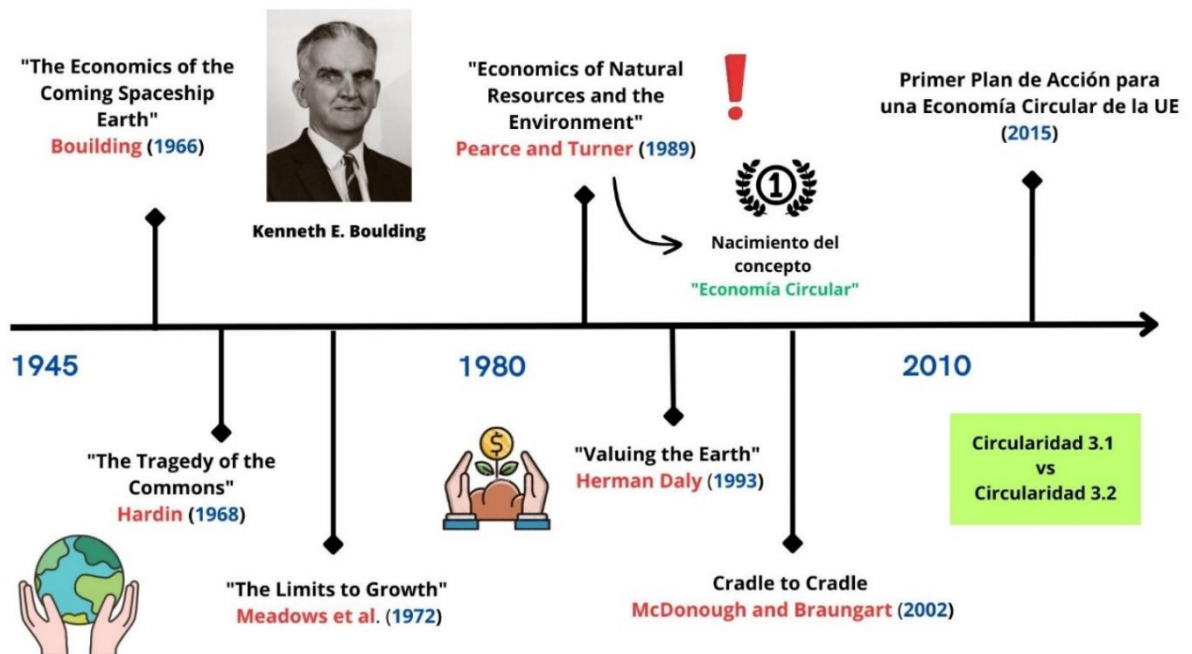 "The Economics of the
Coming Spaceship
Earth"
Bouilding (1966)
Kenneth E. Boulding
"Economics of Natural
Resources and the
Environment"
Pearce and Turner (1989)
1
Nacimiento del
concepto
"Economía Circular"
Primer Plan de Acción para
una Economía Circular de la UE
(2015)
1945
1980
2010
"The Tragedy of the
Commons"
Hardin (1968)
"The Limits to Growth"
Meadows et al. (1972)
$
"Valuing the Earth"
Herman Daly (1993)
Cradle to Cradle
McDonough and Braungart (2002)
Circularidad 3.1
vs
Circularidad 3.2